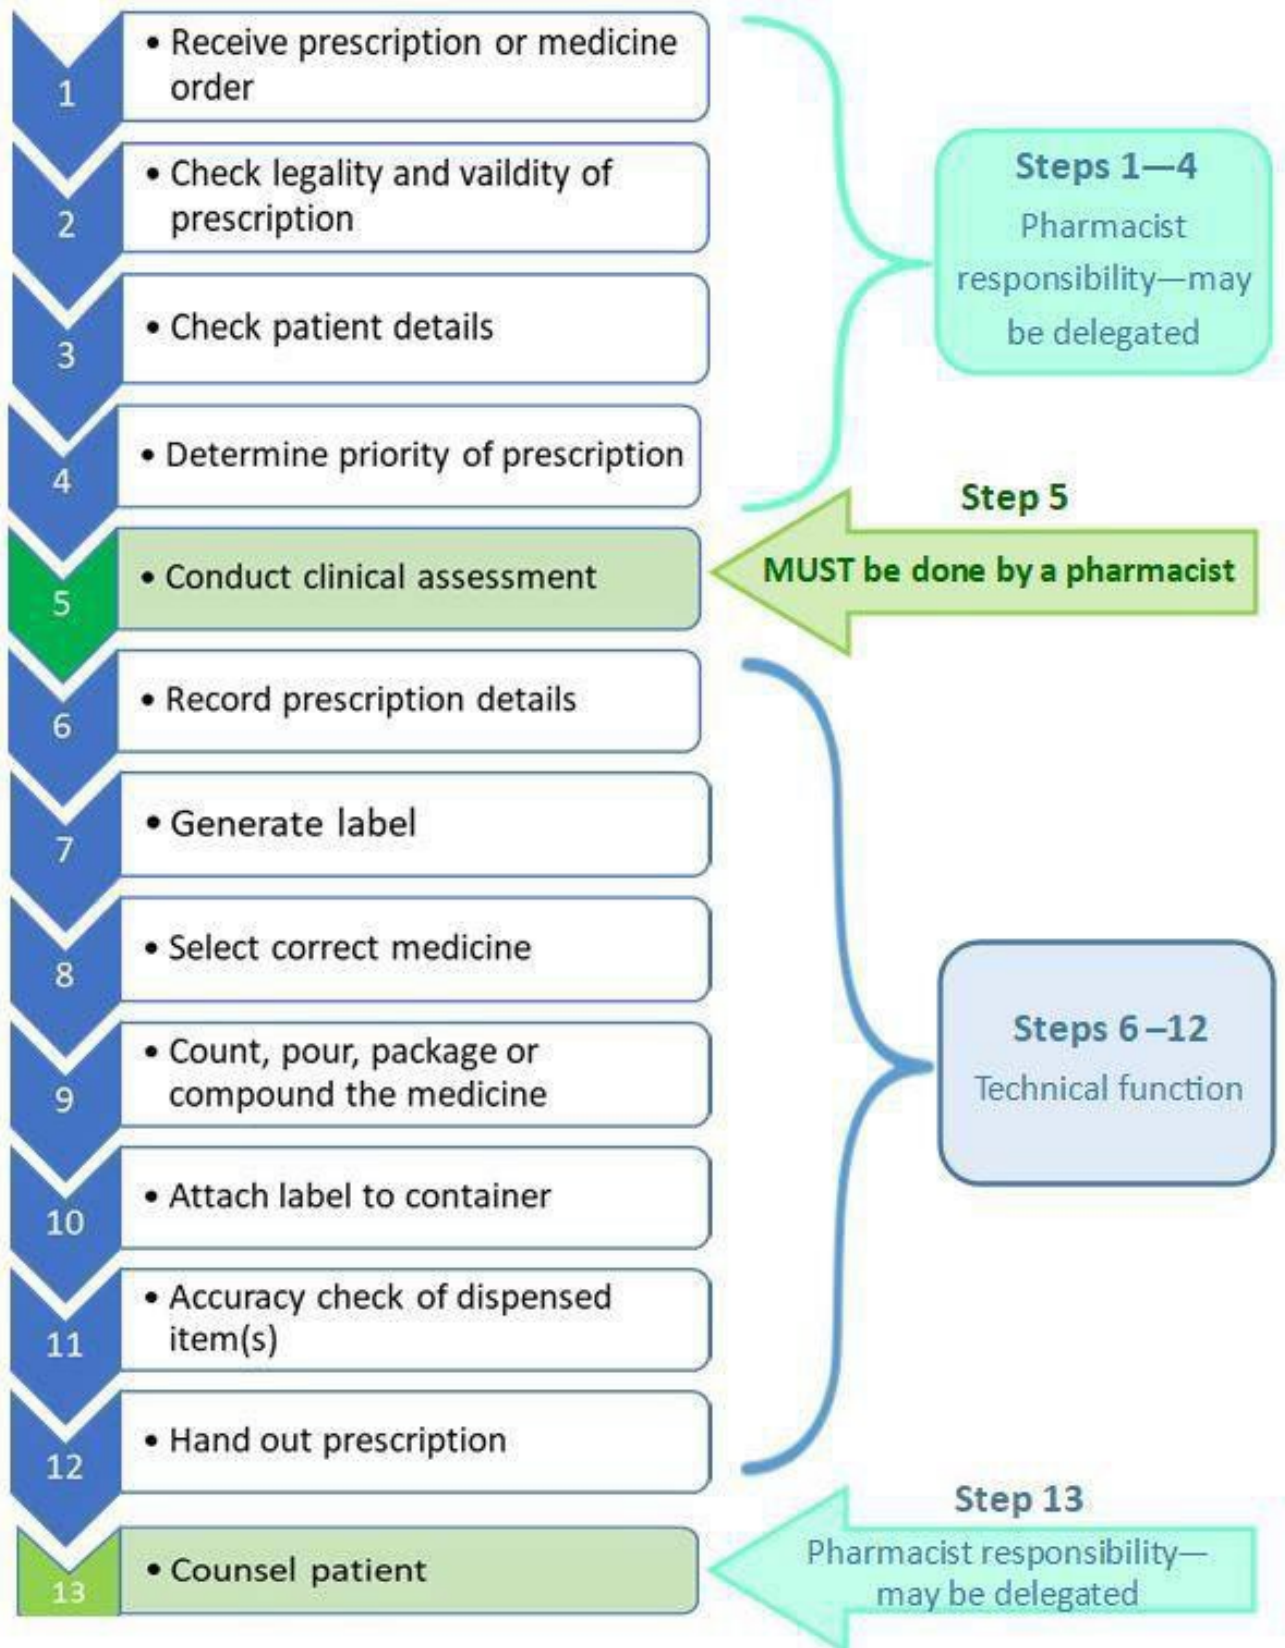 1
• Receive prescription or medicine
order
2
• Check legality and vaildity of
prescription
3
• Check patient details
4
• Determine priority of prescription
Steps 1—4
Pharmacist
responsibility—may
be delegated
5
• Conduct clinical assessment
Step 5
MUST be done by a pharmacist
6
• Record prescription details
7
• Generate label
8
• Select correct medicine
9
• Count, pour, package or
compound the medicine
10
• Attach label to container
11
• Accuracy check of dispensed
item(s)
12
• Hand out prescription
Steps 6–12
Technical function
13
• Counsel patient
Step 13
Pharmacist responsibility—
may be delegated